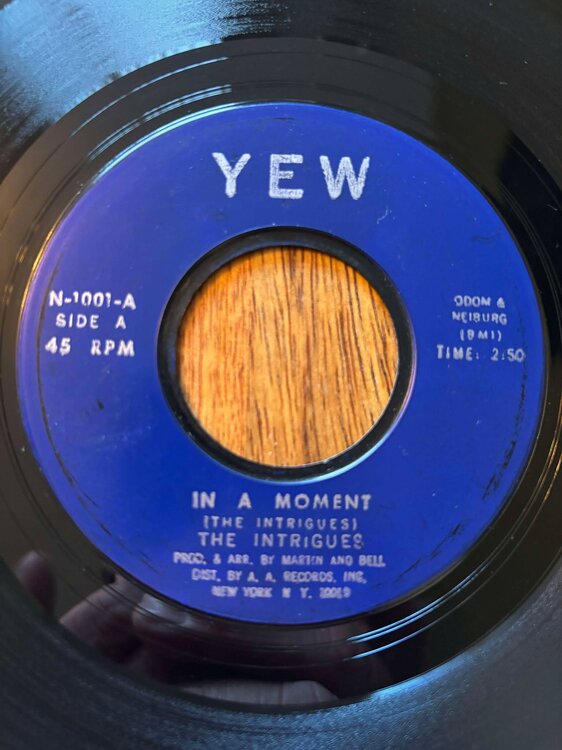 YEW
N-1001-A
SIDE A
45 RPM
ODOM &
NEIBURG
(BMI)
TIME: 2:50
IN A MOMENT
(THE INTRIGUES)
THE INTRIGUES
PROD. & ARR. BY MARTIN AND BELL
DIST. BY A. A. RECORDS, INC.
NEW YORK N Y. 10019